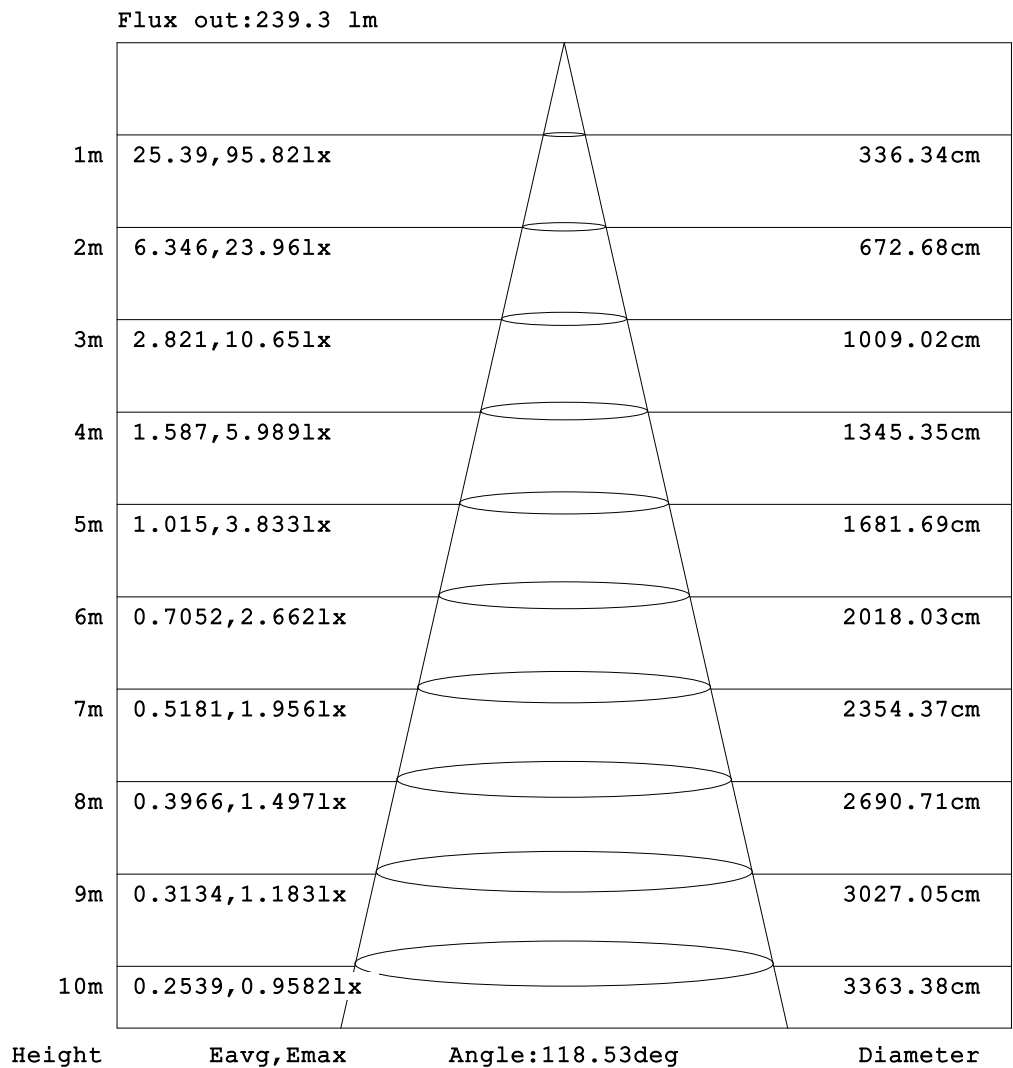 Flux out:239.3 lm
1m 25.39,95.82lx 336.34cm
2m 6.346,23.96lx 672.68cm
3m 2.821,10.65lx 1009.02cm
4m 1.587,5.989lx 1345.35cm
5m 1.015,3.833lx 1681.69cm
6m 0.7052,2.662lx 2018.03cm
7m 0.5181,1.956lx 2354.37cm
8m 0.3966,1.497lx 2690.71cm
9m 0.3134,1.183lx 3027.05cm
10m 0.2539,0.9582lx 3363.38cm
Height Eavg,Emax Angle:118.53deg Diameter